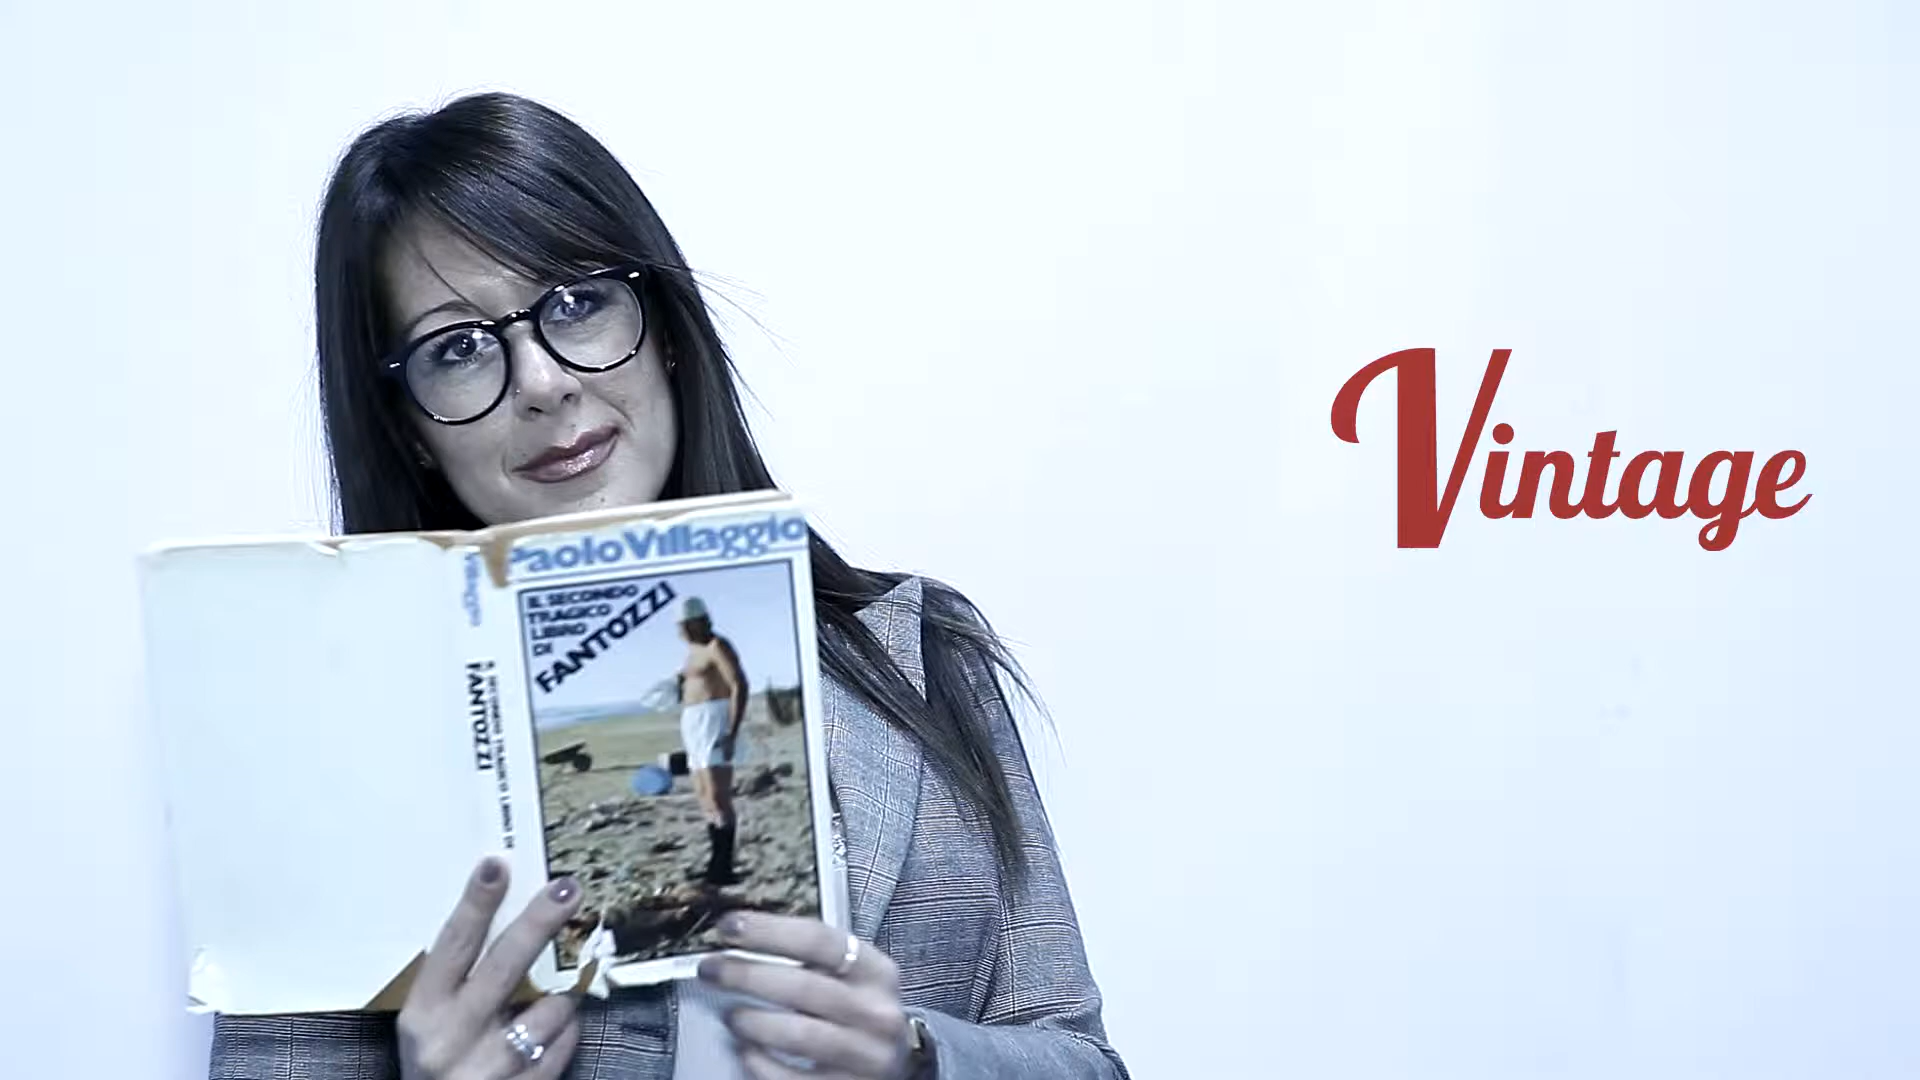 Paolo Villaggio
IL SECONDO
TRAGICO
LIBRO
DI
FANTOZZI
Villaggio
IL SECONDO TRAGICO LIBRO DI
FANTOZZI
Vintage